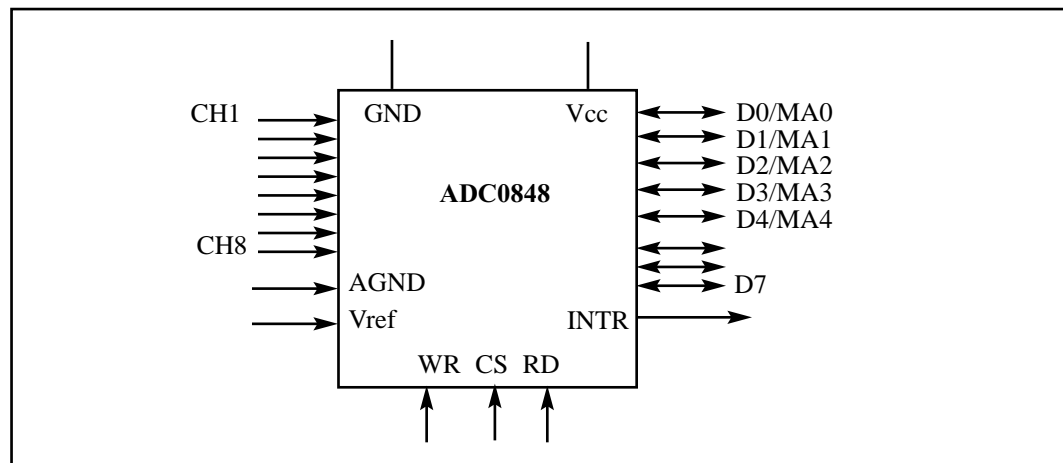 CH1
GND
Vcc
D0/MA0
D1/MA1
D2/MA2
ADC0848
D3/MA3
D4/MA4
CH8
AGND
D7
Vref
INTR
WR CS RD